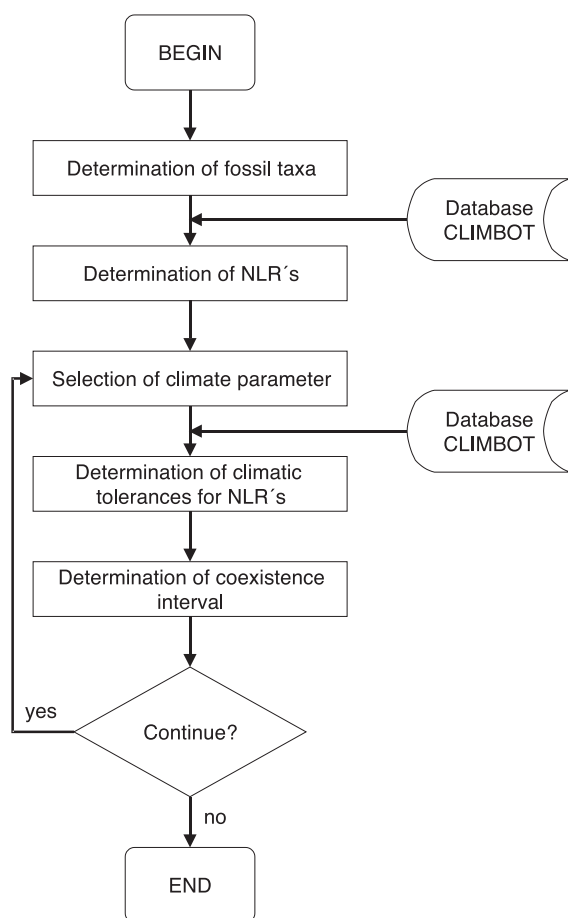 BEGIN
Determination of fossil taxa
Database
CLIMBOT
Determination of NLR´s
Selection of climate parameter
Database
CLIMBOT
Determination of climatic
tolerances for NLR´s
Determination of coexistence
interval
yes
Continue?
no
END